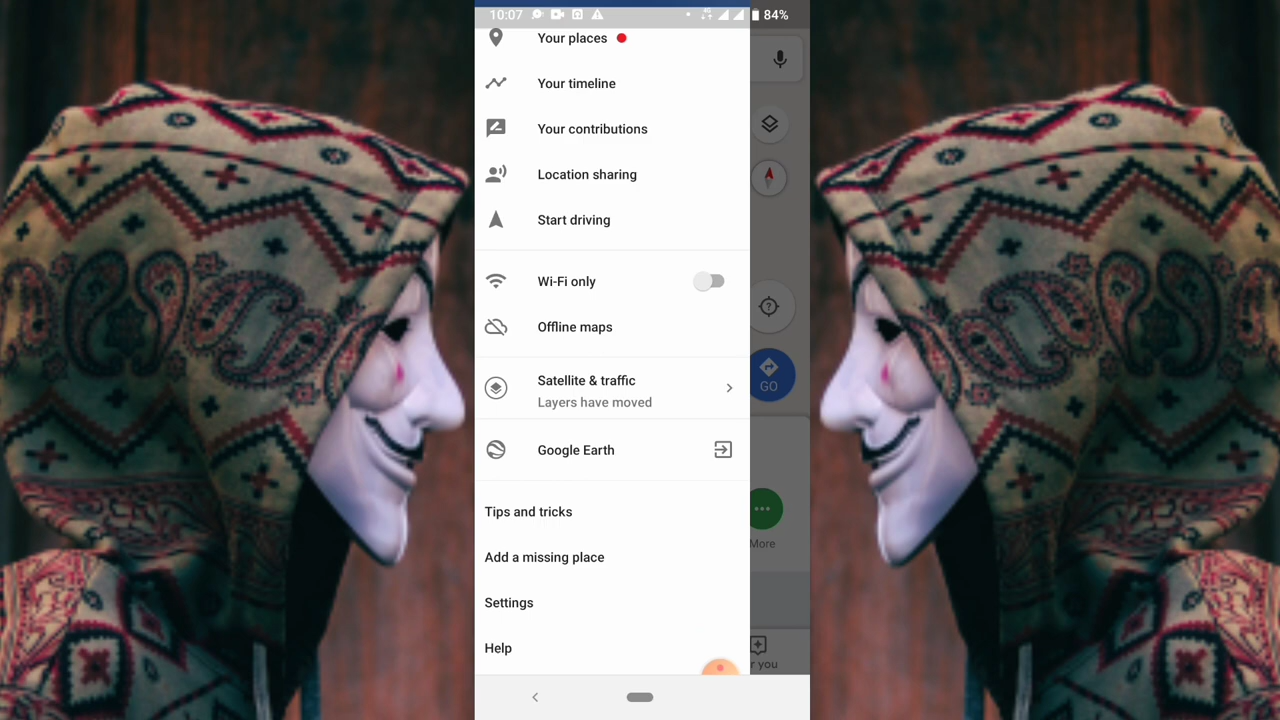 10:07
84%
Your places
Your timeline
Your contributions
Location sharing
Start driving
Wi-Fi only
Offline maps
Satellite & traffic
Layers have moved
Google Earth
Tips and tricks
Add a missing place
Settings
Help
GO
More
r you